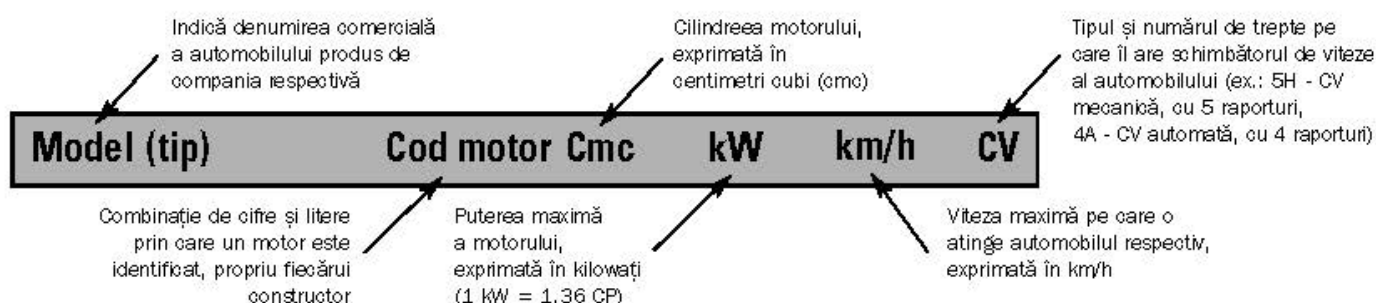 Indică denumirea comercială
a automobilului produs de
compania respectivă
Cilindreea motorului,
exprimată în
centimetri cubi (cmc)
Tipul și numărul de trepte pe
care îl are schimbătorul de viteze
al automobilului (ex.: 5H - CV
mecanică, cu 5 raporturi,
4A - CV automată, cu 4 raporturi)
Model (tip) Cod motor Cmc kW km/h CV
Combinație de cifre și litere
prin care un motor este
identificat, propriu fiecărui
constructor
Puterea maximă
a motorului,
exprimată în kilowați
(1 kW = 1,36 CP)
Viteza maximă pe care o
atinge automobilul respectiv,
exprimată în km/h